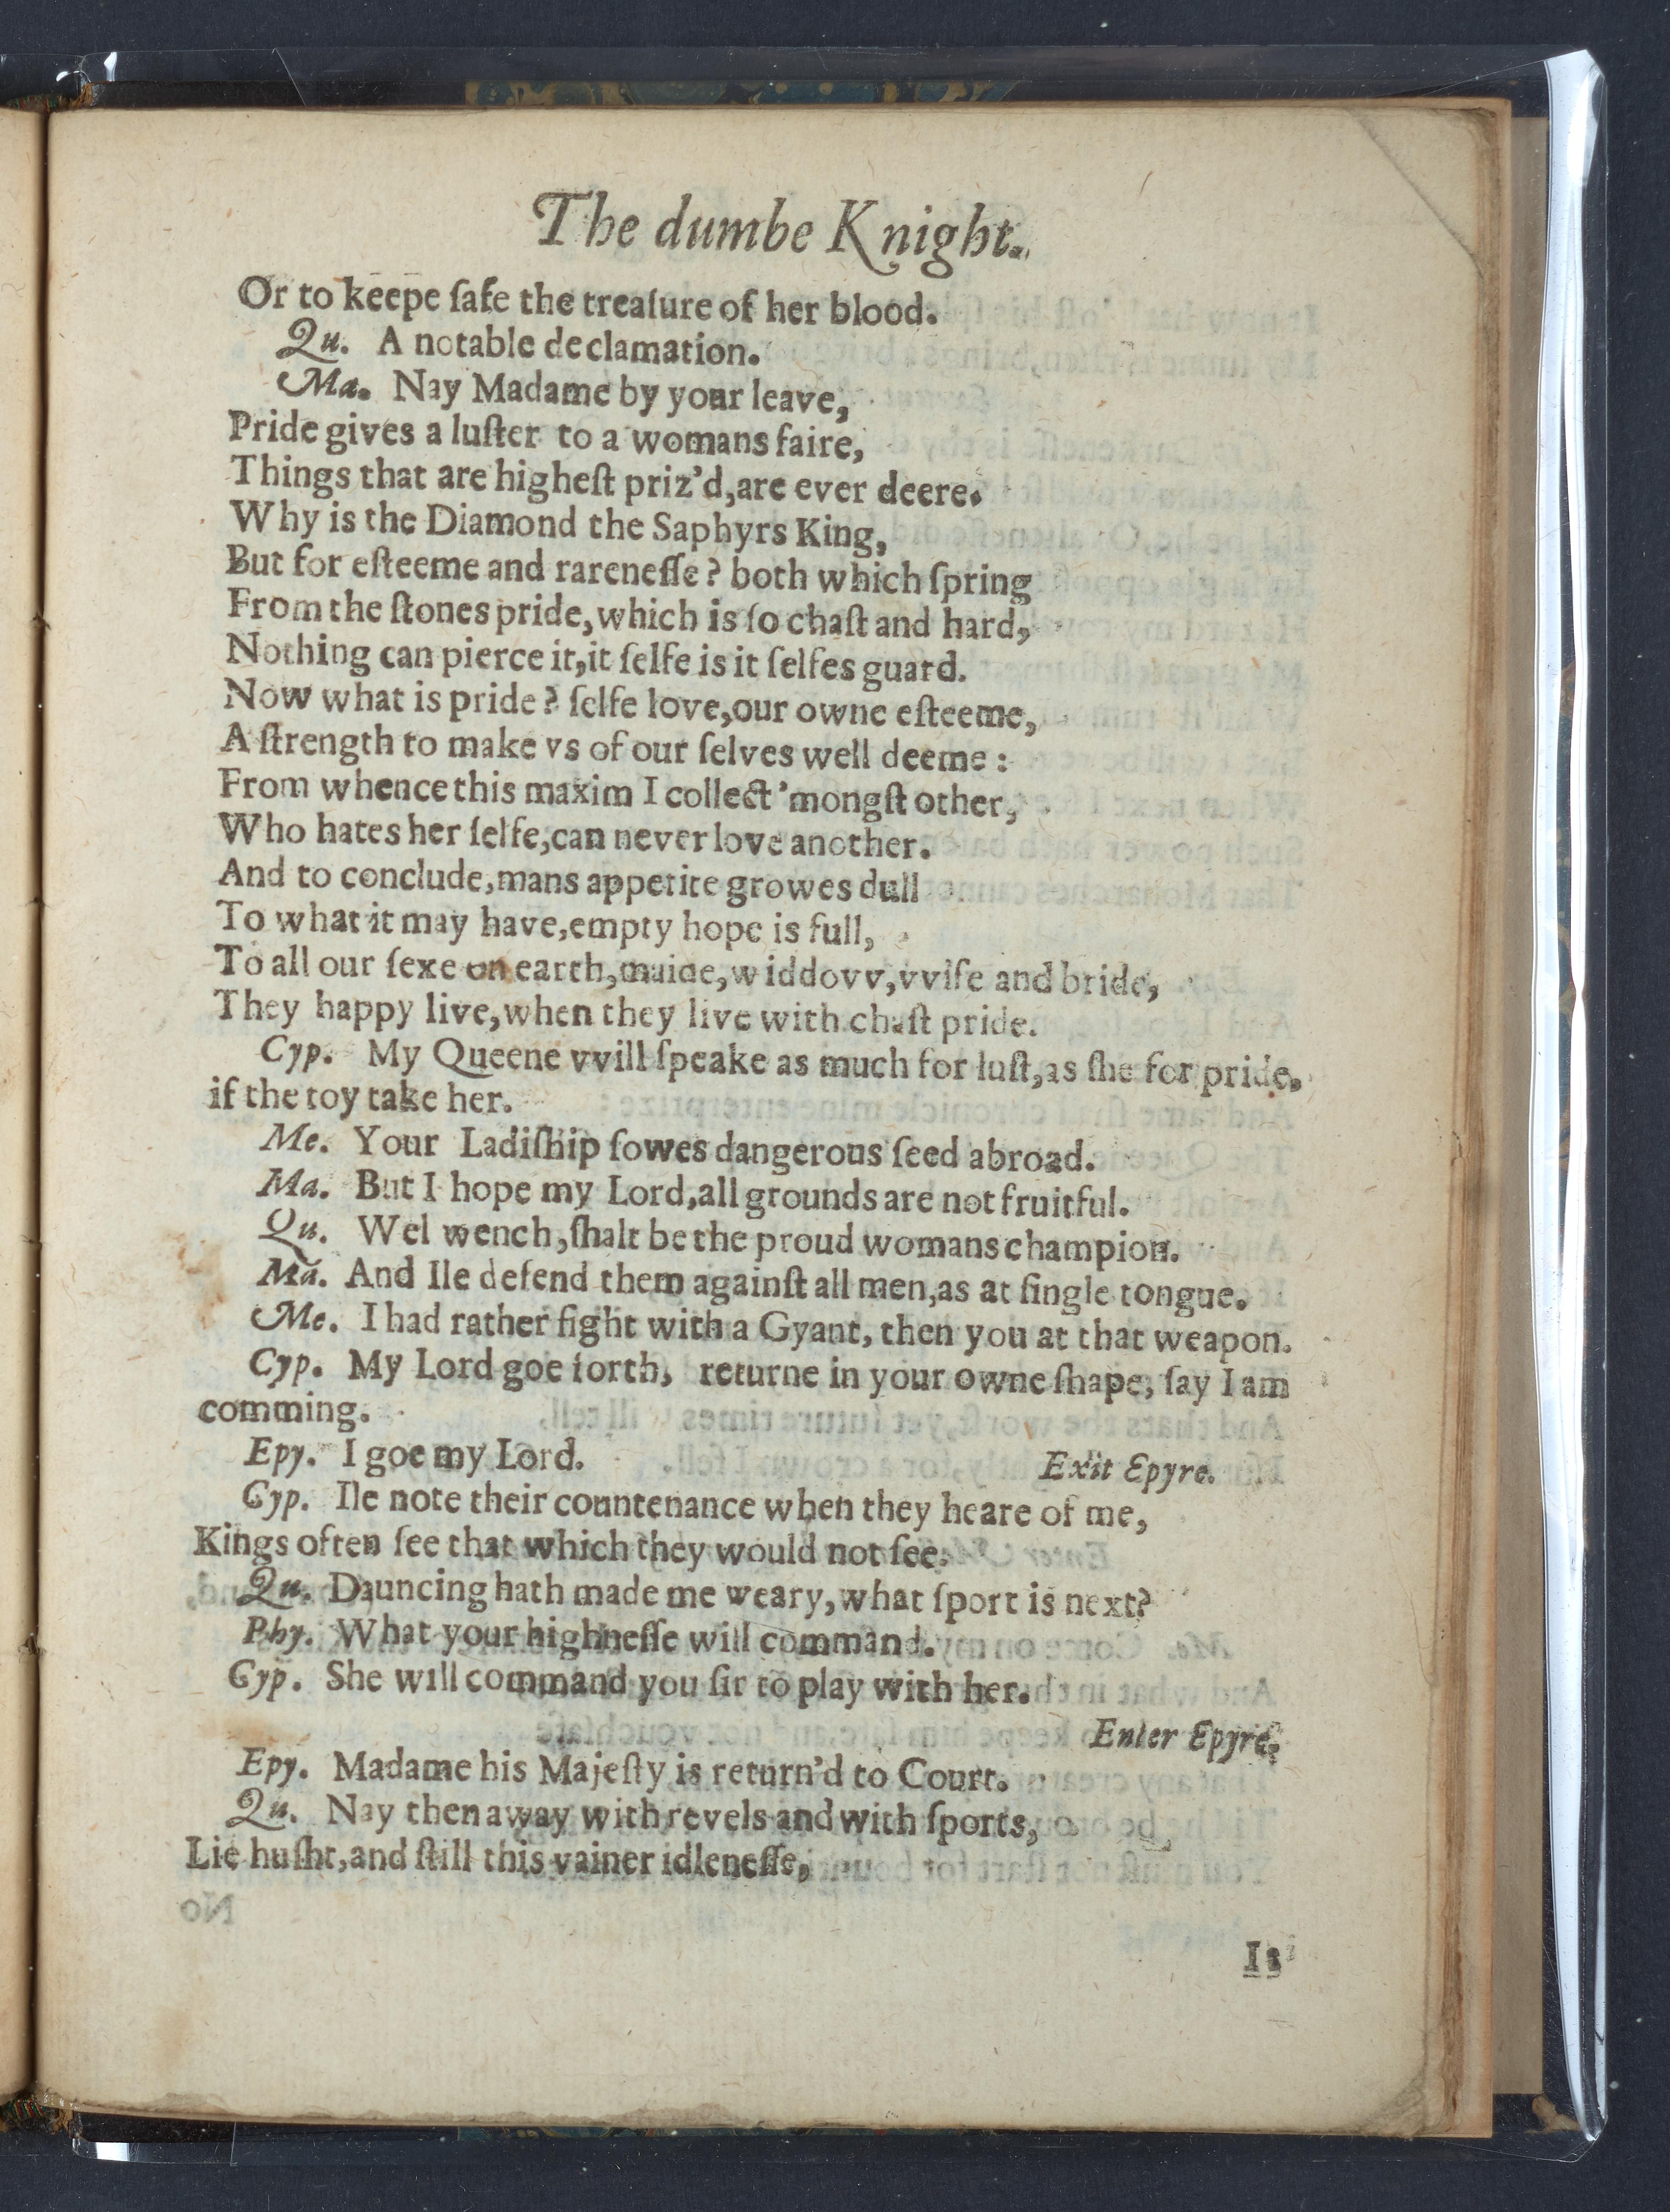 The dumbe Knight.
Or to keepe ſafe the treaſure of her blood.
Qu. A notable declamation.
Ma. Nay Madame by your leave,
Pride gives a luſter to a womans faire,
Things that are higheſt priz'd,are ever deere.
Why is the Diamond the Saphyrs King,
But for eſteeme and rareneſſe? both which ſpring
From the ſtones pride,which is ſo chaſt and hard,
Nothing can pierce it,it ſelfe is it ſelfes guard.
Now what is pride? ſelfe love,our owne eſteeme,
A ſtrength to make vs of our ſelves well deeme:
From whence this maxim I collect 'mongſt other,
Who hates her ſelfe,can never love another.
And to conclude,mans appetite growes dull
To what it may have,empty hope is full,
To all our ſexe on earth,maide,widdovv,vvife and bride,
They happy live,when they live with chaſt pride.
Cyp. My Queene vvill ſpeake as much for luſt,as ſhe for pride,
if the toy take her.
Me. Your Ladiſhip ſowes dangerous ſeed abroad.
Ma. But I hope my Lord,all grounds are not fruitful.
Qu. Wel wench,ſhalt be the proud womans champion.
Ma. And Ile defend them againſt all men,as at ſingle tongue.
Me. I had rather fight with a Gyant, then you at that weapon.
Cyp. My Lord goe forth, returne in your owne ſhape, ſay I am
comming.
Epy. I goe my Lord. Exit Epyre.
Cyp. Ile note their countenance when they heare of me,
Kings often ſee that which they would not ſee.
Qu. Dauncing hath made me weary,what ſport is next?
Phy. What your highneſſe will command.
Cyp. She will command you ſir to play with her.
Enter Epyre.
Epy. Madame his Majeſty is return'd to Court.
Qu. Nay then away with revels and with ſports,
Lie huſht,and ſtill this vainer idleneſſe,